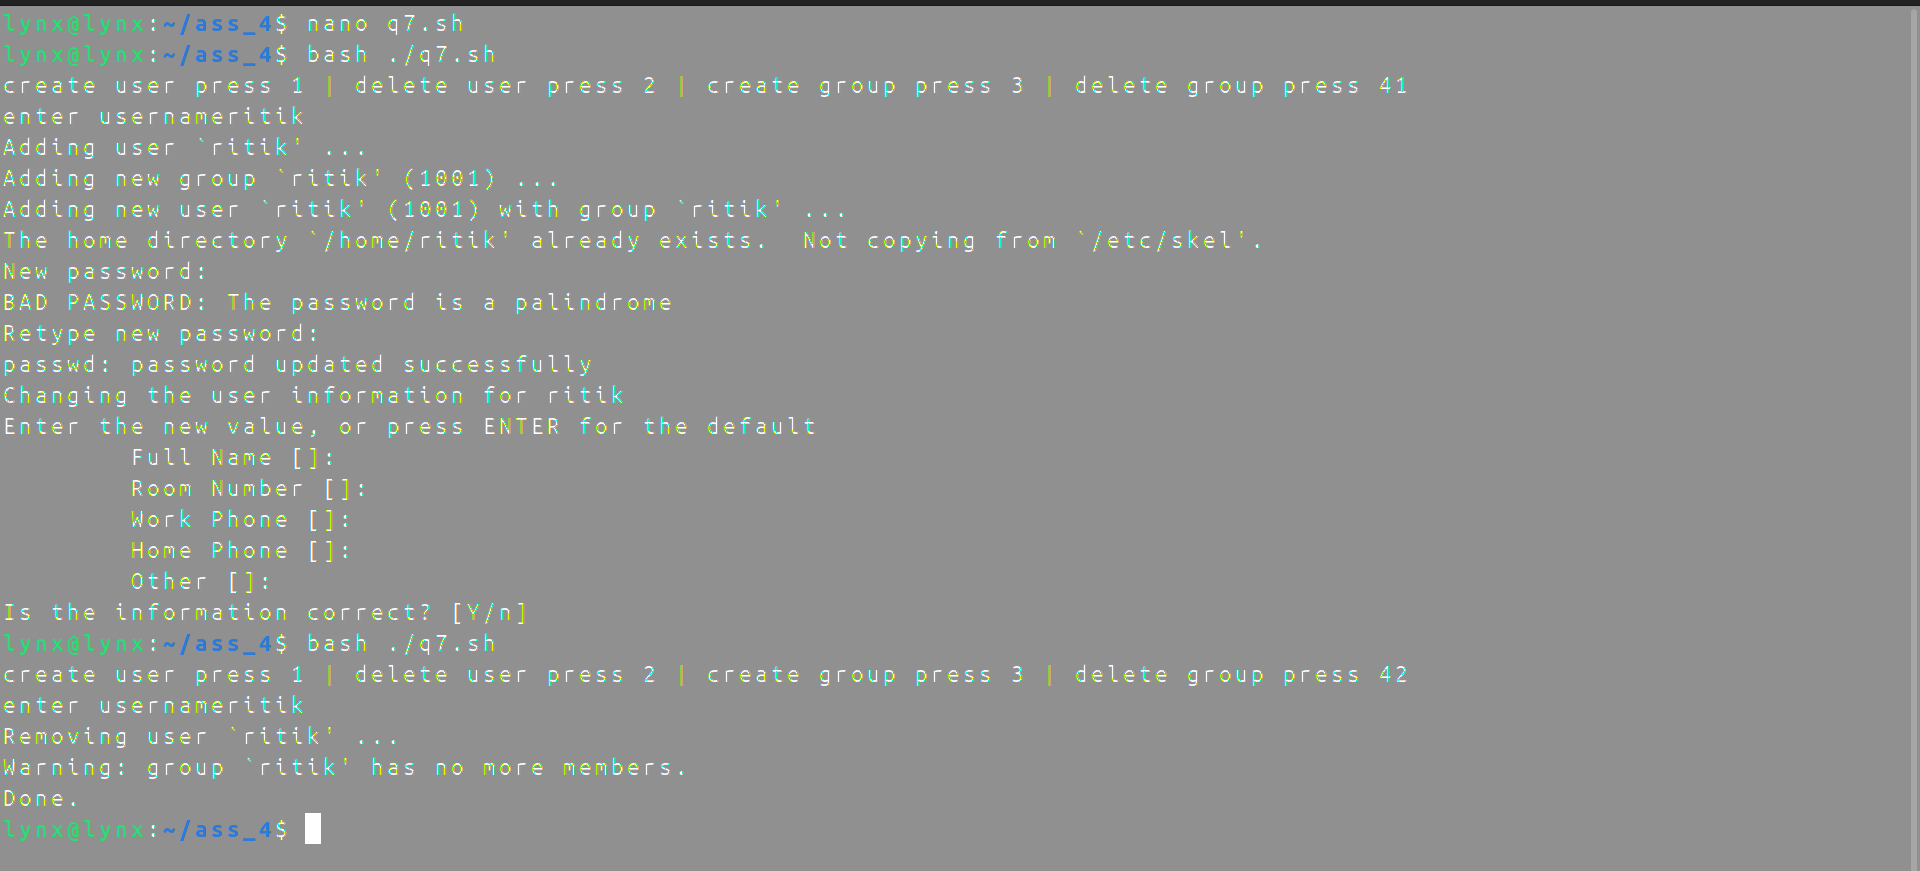 lynx@lynx:~/ass_4$ nano q7.sh
lynx@lynx:~/ass_4$ bash ./q7.sh
create user press 1 | delete user press 2 | create group press 3 | delete group press 41
enter usernameritik
Adding user `ritik' ...
Adding new group `ritik' (1001) ...
Adding new user `ritik' (1001) with group `ritik' ...
The home directory `/home/ritik' already exists.  Not copying from `/etc/skel'.
New password:
BAD PASSWORD: The password is a palindrome
Retype new password:
passwd: password updated successfully
Changing the user information for ritik
Enter the new value, or press ENTER for the default
        Full Name []:
        Room Number []:
        Work Phone []:
        Home Phone []:
        Other []:
Is the information correct? [Y/n]
lynx@lynx:~/ass_4$ bash ./q7.sh
create user press 1 | delete user press 2 | create group press 3 | delete group press 42
enter usernameritik
Removing user `ritik' ...
Warning: group `ritik' has no more members.
Done.
lynx@lynx:~/ass_4$